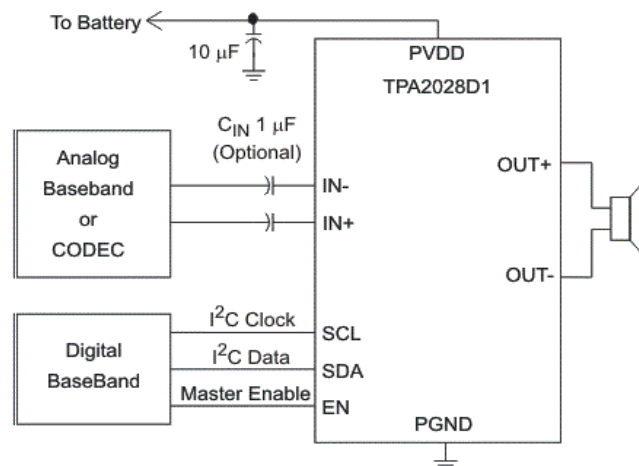 To Battery
10 μF
PVDD
TPA2028D1
CIN 1 μF
(Optional)
Analog
Baseband
or
CODEC
IN-
IN+
OUT+
OUT-
Digital
BaseBand
I2C Clock
I2C Data
Master Enable
SCL
SDA
EN
PGND